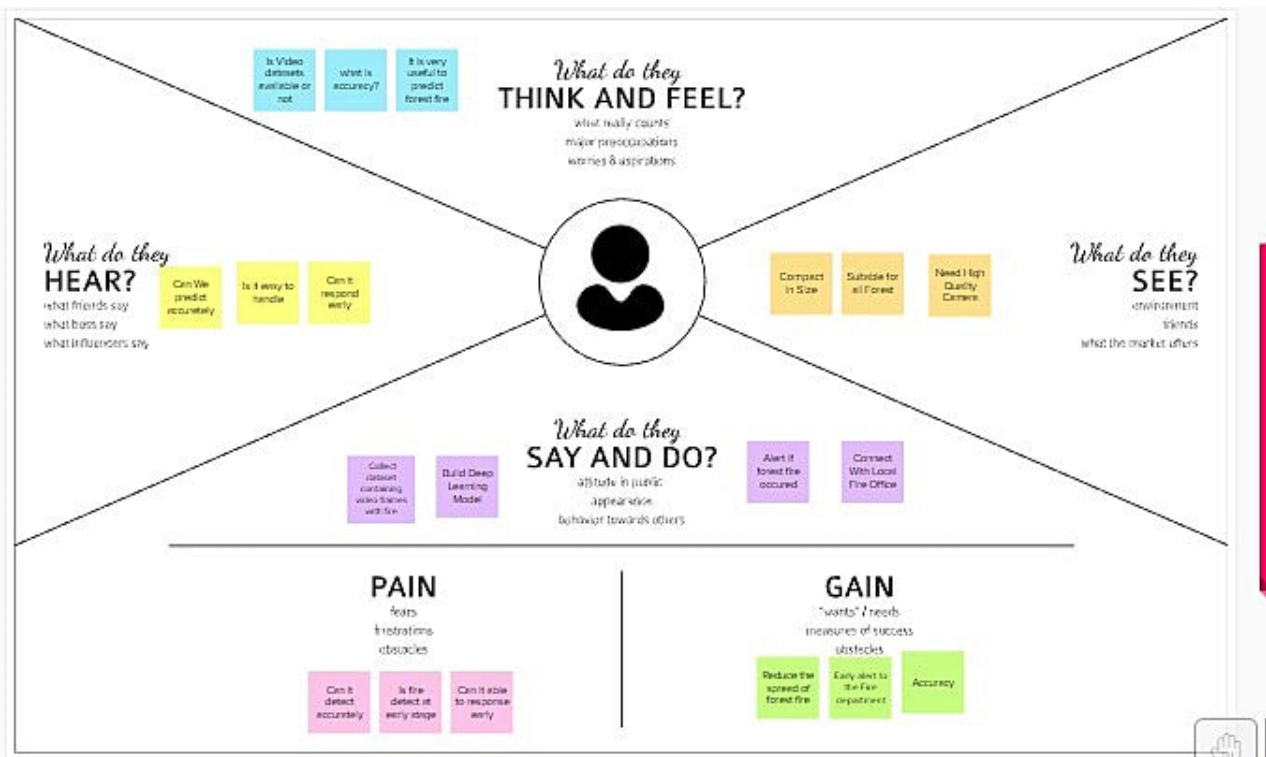 Is Video
datasets
available or
not
what is
accuracy?
It is very
useful to
predict
forest fire
What do they
THINK AND FEEL?
what really counts
major preoccupations
worries & aspirations
What do they
HEAR?
what friends say
what boss say
what influencers say
Can We
predict
accurately
Is it easy to
handle
Can it
respond
early
Compact
in Size
Suitable for
all Forest
Need High
Quality
Camera
What do they
SEE?
environment
friends
what the market offers
What do they
SAY AND DO?
attitude in public
appearance
behavior towards others
Collect
dataset
containing
video frames
with fire
Build Deep
Learning
Model
Alert if
forest fire
occured
Connect
With Local
Fire Office
PAIN
fears
frustrations
obstacles
Can it
detect
accurately
Is fire
detect at
early stage
Can it able
to response
early
GAIN
"wants" / needs
measures of success
obstacles
Reduce the
spread of
forest fire
Early alert to
the Fire
department
Accuracy